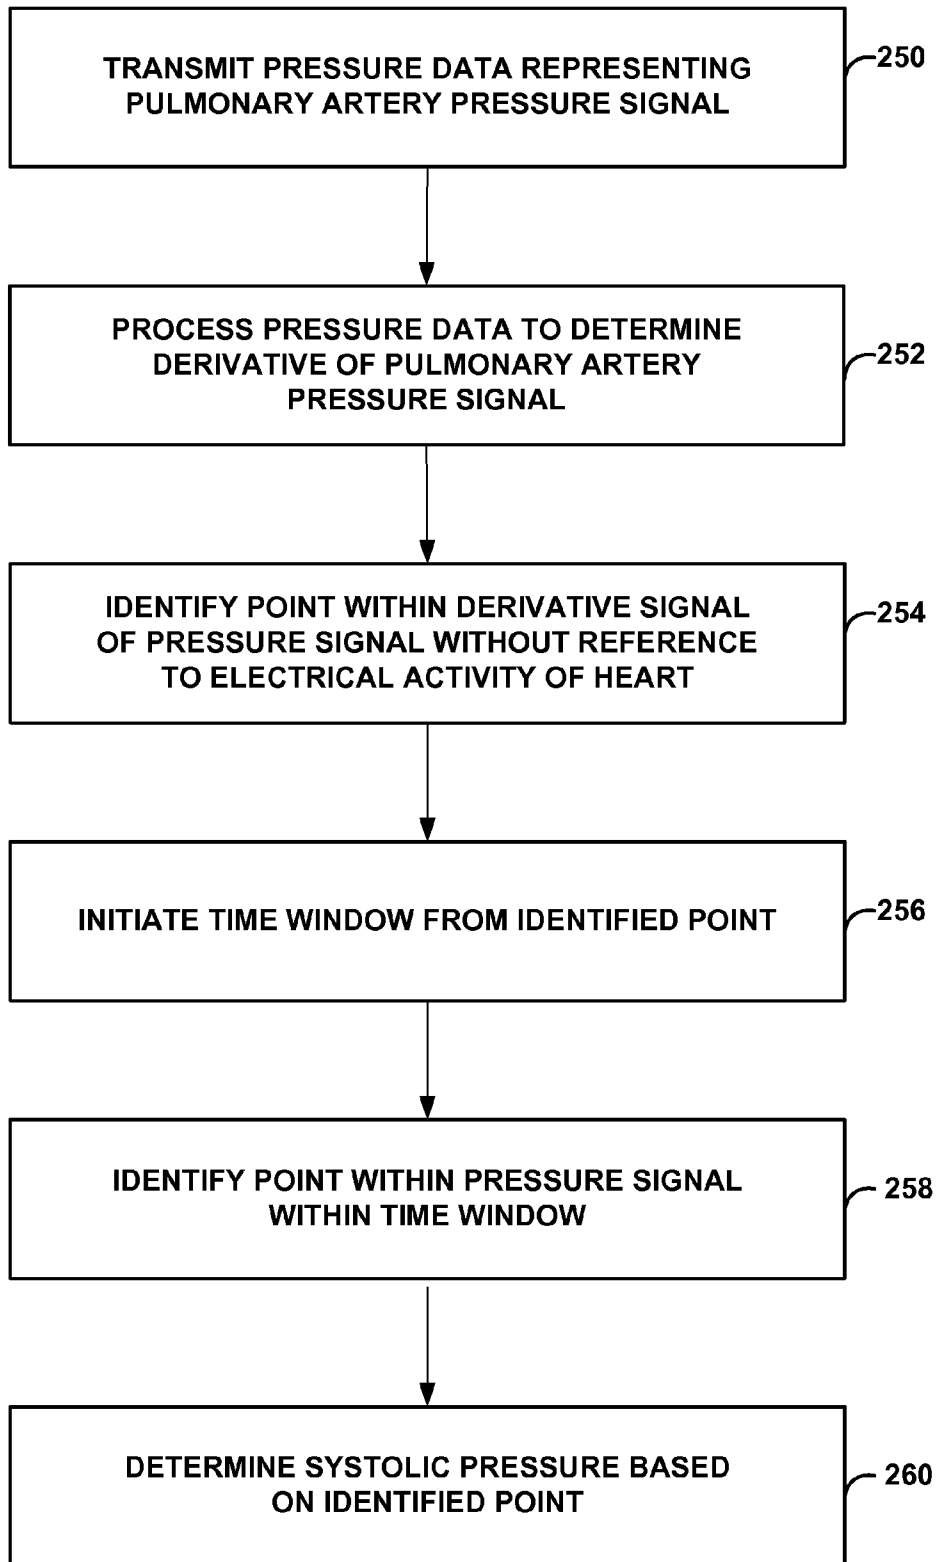 TRANSMIT PRESSURE DATA REPRESENTING
PULMONARY ARTERY PRESSURE SIGNAL
250
PROCESS PRESSURE DATA TO DETERMINE
DERIVATIVE OF PULMONARY ARTERY
PRESSURE SIGNAL
252
IDENTIFY POINT WITHIN DERIVATIVE SIGNAL
OF PRESSURE SIGNAL WITHOUT REFERENCE
TO ELECTRICAL ACTIVITY OF HEART
254
INITIATE TIME WINDOW FROM IDENTIFIED POINT
256
IDENTIFY POINT WITHIN PRESSURE SIGNAL
WITHIN TIME WINDOW
258
DETERMINE SYSTOLIC PRESSURE BASED
ON IDENTIFIED POINT
260